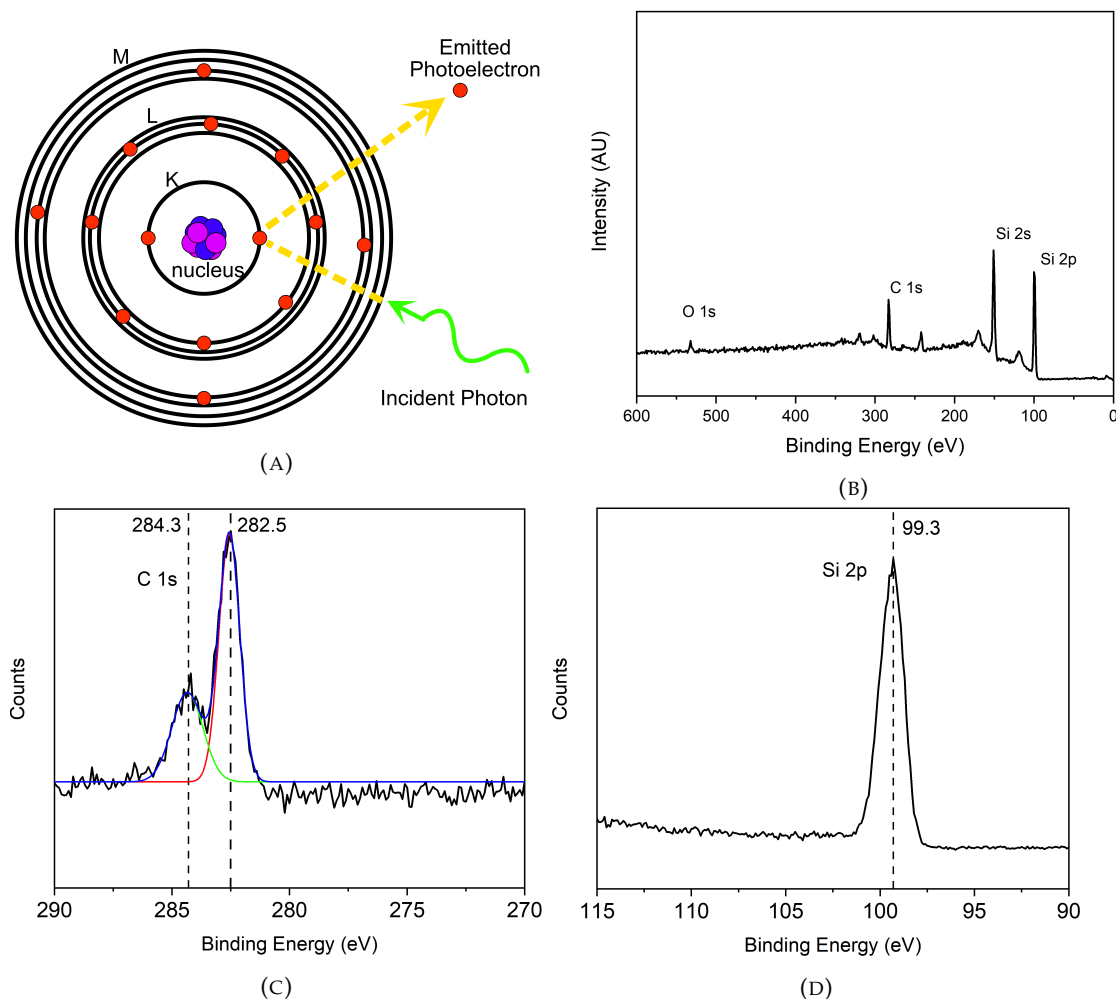 M
L
K
nucleus
Emitted
Photoelectron
Incident Photon
(A)
Intensity (AU)
O 1s
C 1s
Si 2s
Si 2p
600 500 400 300 200 100 0
Binding Energy (eV)
(B)
284.3 282.5
C 1s
Counts
290 285 280 275 270
Binding Energy (eV)
(C)
99.3
Si 2p
Counts
115 110 105 100 95 90
Binding Energy (eV)
(D)